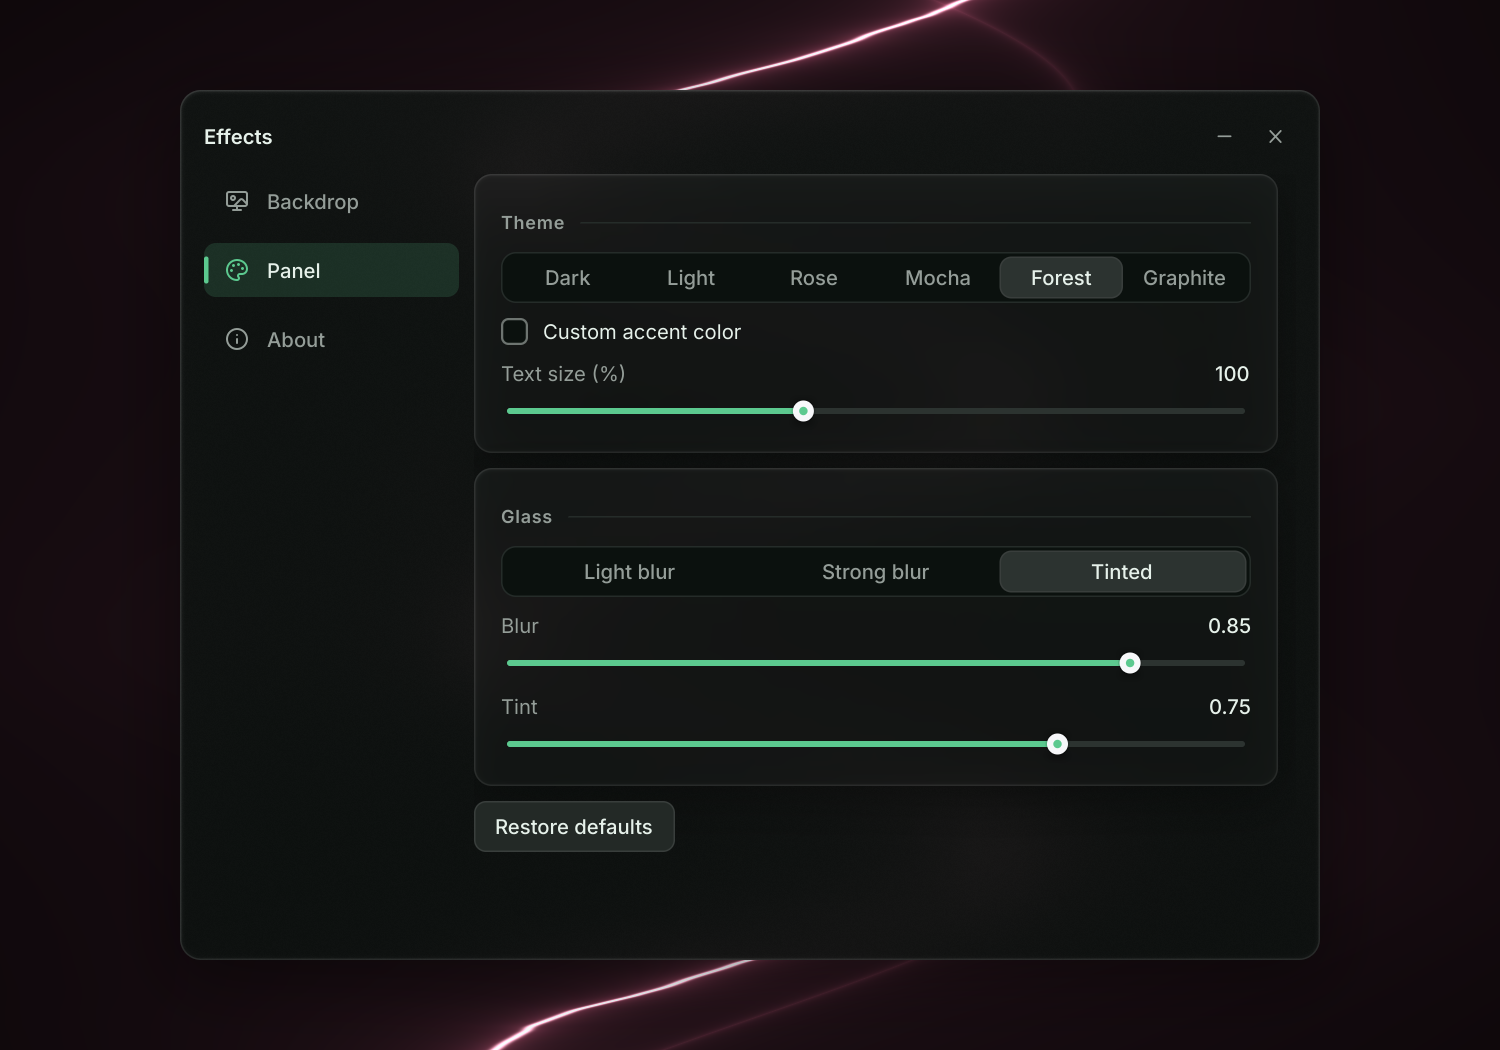 Effects
Backdrop
Panel
About
Theme
Dark Light Rose Mocha Forest Graphite
Custom accent color
Text size (%) 100
Glass
Light blur Strong blur Tinted
Blur 0.85
Tint 0.75
Restore defaults